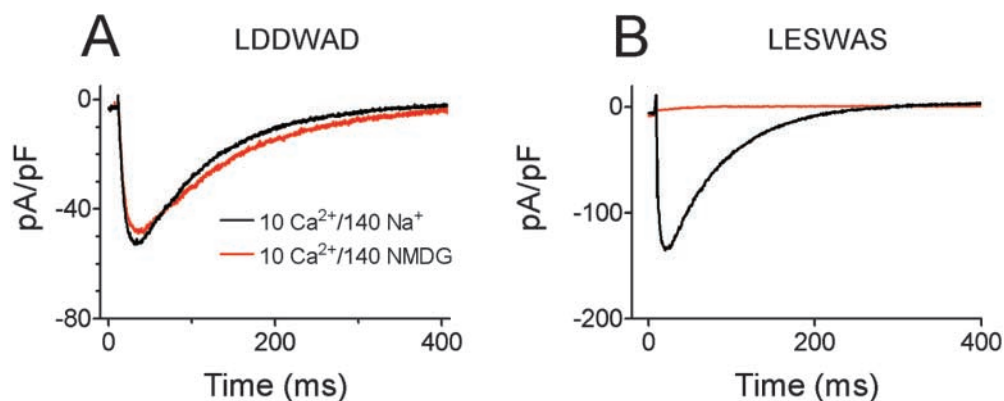 A LDDWAD
0
-40
-80
pA/pF
10 Ca²⁺/140 Na⁺
10 Ca²⁺/140 NMDG
0 200 400
Time (ms)
B LESWAS
0
-100
-200
pA/pF
0 200 400
Time (ms)